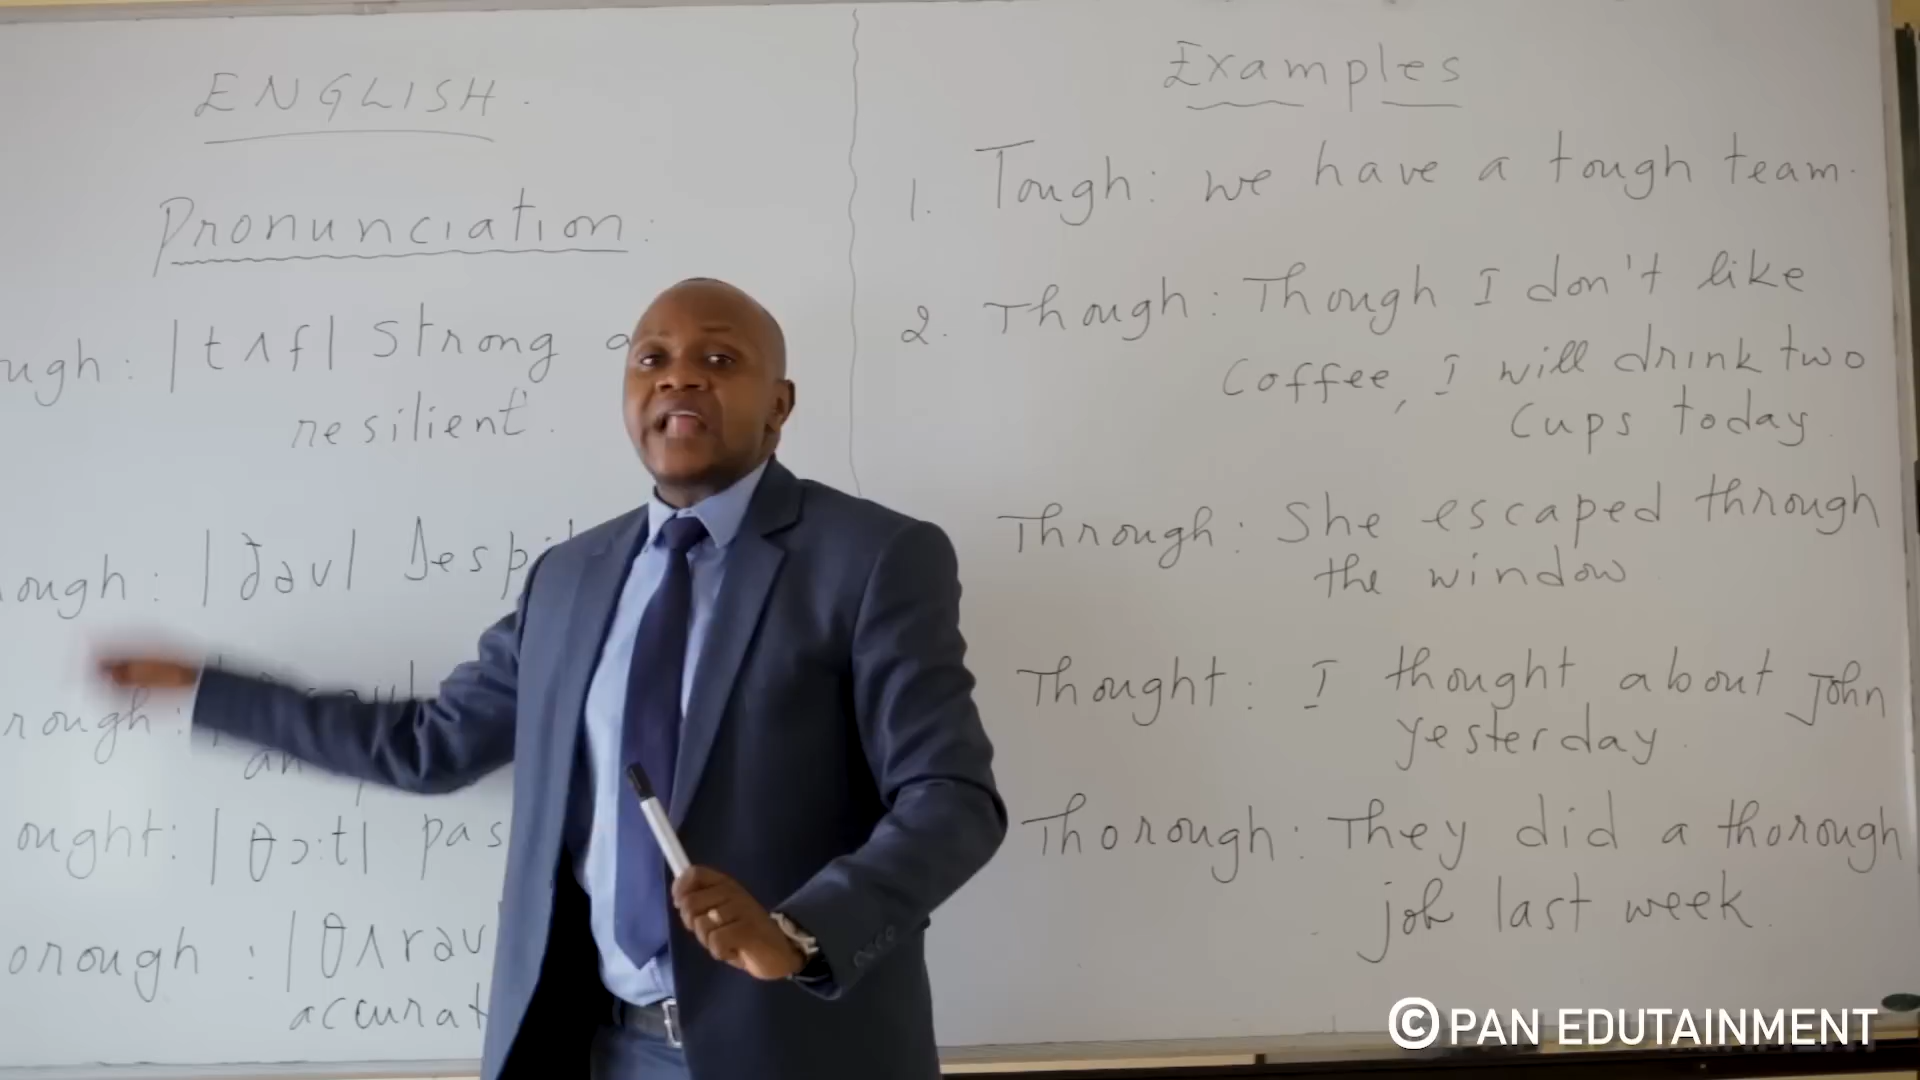 ENGLISH.
Pronunciation:
ugh: |tʌf| Strong
resilient.
ough: |ðəʊ| Desp
rough:
ought: |θɔ:t| pas
orough: |θʌrəʊ
accurat
Examples
1. Tough: we have a tough team.
2. Though: Though I don't like
Coffee, I will drink two
Cups today.
Through: She escaped through
the window
Thought: I thought about John
yesterday.
Thorough: They did a thorough
job last week.
© PAN EDUTAINMENT